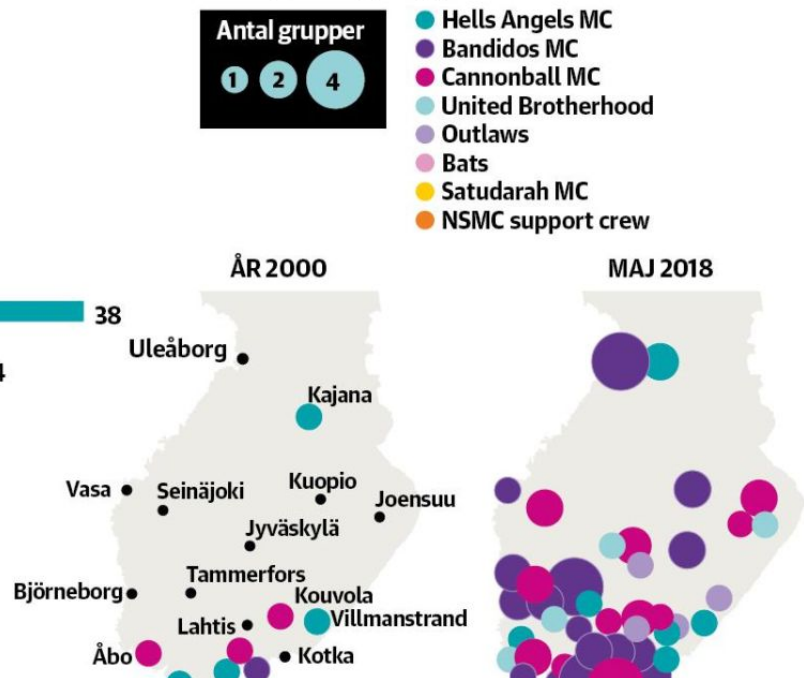 Antal grupper
1 2 4
Hells Angels MC
Bandidos MC
Cannonball MC
United Brotherhood
Outlaws
Bats
Satudarah MC
NSMC support crew
ÅR 2000
MAJ 2018
38
4
Uleåborg
Kajana
Vasa
Seinäjoki
Kuopio
Joensuu
Jyväskylä
Tammerfors
Björneborg
Kouvola
Lahtis
Villmanstrand
Åbo
Kotka